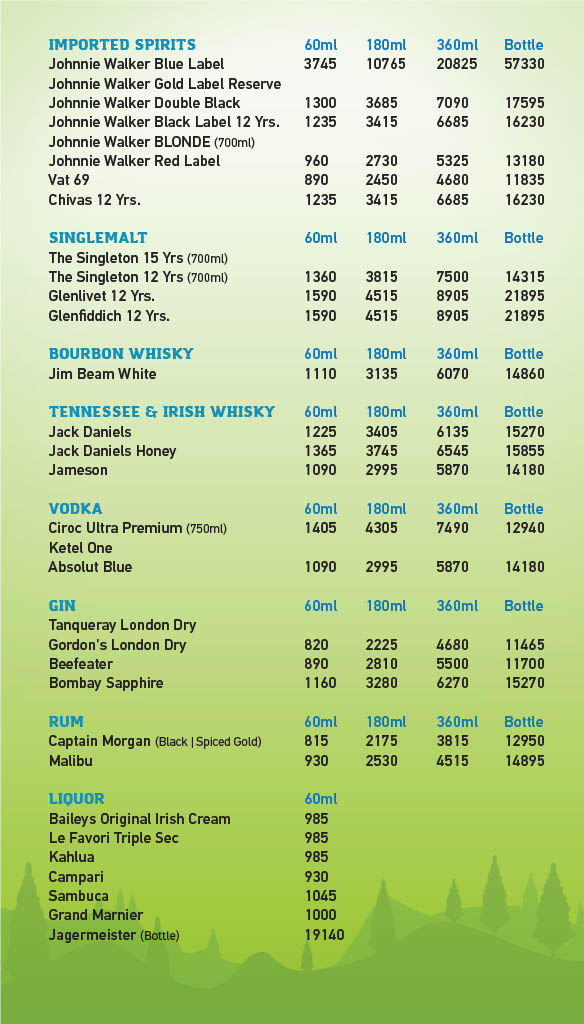 IMPORTED SPIRITS 60ml 180ml 360ml Bottle
Johnnie Walker Blue Label 3745 10765 20825 57330
Johnnie Walker Gold Label Reserve
Johnnie Walker Double Black 1300 3685 7090 17595
Johnnie Walker Black Label 12 Yrs. 1235 3415 6685 16230
Johnnie Walker BLONDE (700ml)
Johnnie Walker Red Label 960 2730 5325 13180
Vat 69 890 2450 4680 11835
Chivas 12 Yrs. 1235 3415 6685 16230
SINGLEMALT 60ml 180ml 360ml Bottle
The Singleton 15 Yrs (700ml)
The Singleton 12 Yrs (700ml) 1360 3815 7500 14315
Glenlivet 12 Yrs. 1590 4515 8905 21895
Glenfiddich 12 Yrs. 1590 4515 8905 21895
BOURBON WHISKY 60ml 180ml 360ml Bottle
Jim Beam White 1110 3135 6070 14860
TENNESSEE & IRISH WHISKY 60ml 180ml 360ml Bottle
Jack Daniels 1225 3405 6135 15270
Jack Daniels Honey 1365 3745 6545 15855
Jameson 1090 2995 5870 14180
VODKA 60ml 180ml 360ml Bottle
Ciroc Ultra Premium (750ml) 1405 4305 7490 12940
Ketel One
Absolut Blue 1090 2995 5870 14180
GIN 60ml 180ml 360ml Bottle
Tanqueray London Dry
Gordon's London Dry 820 2225 4680 11465
Beefeater 890 2810 5500 11700
Bombay Sapphire 1160 3280 6270 15270
RUM 60ml 180ml 360ml Bottle
Captain Morgan (Black | Spiced Gold) 815 2175 3815 12950
Malibu 930 2530 4515 14895
LIQUOR 60ml
Baileys Original Irish Cream 985
Le Favori Triple Sec 985
Kahlua 985
Campari 930
Sambuca 1045
Grand Marnier 1000
Jagermeister (Bottle) 19140